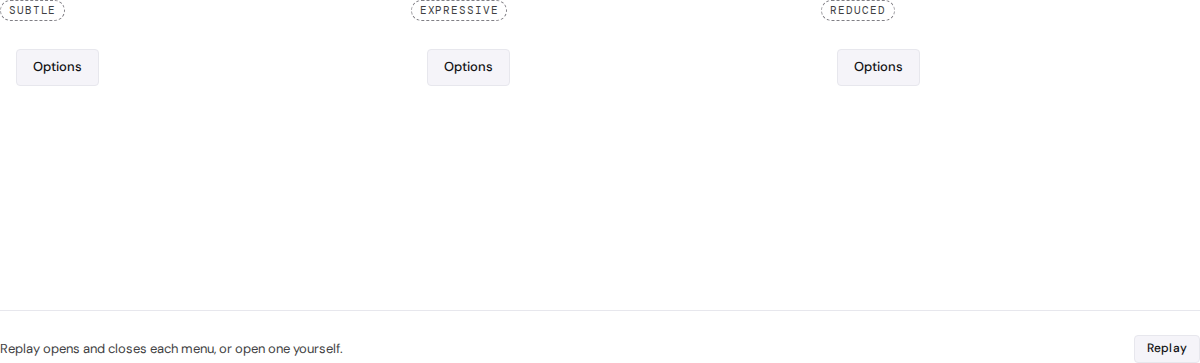 SUBTLE
EXPRESSIVE
REDUCED
Options
Options
Options
Replay opens and closes each menu, or open one yourself.
Replay